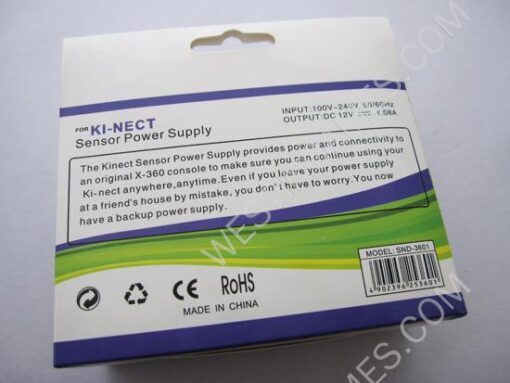 FOR KI-NECT
Sensor Power Supply
INPUT:100V-240V 50/60Hz
OUTPUT:DC 12V 1.08A
The Kinect Sensor Power Supply provides power and connectivity to
an original X-360 console to make sure you can continue using your
Ki-nect anywhere,anytime.Even if you leave your power supply
at a friend's house by mistake, you don't have to worry.You now
have a backup power supply.
MODEL: SND-3601
4 902396 253601
CE RoHS
MADE IN CHINA